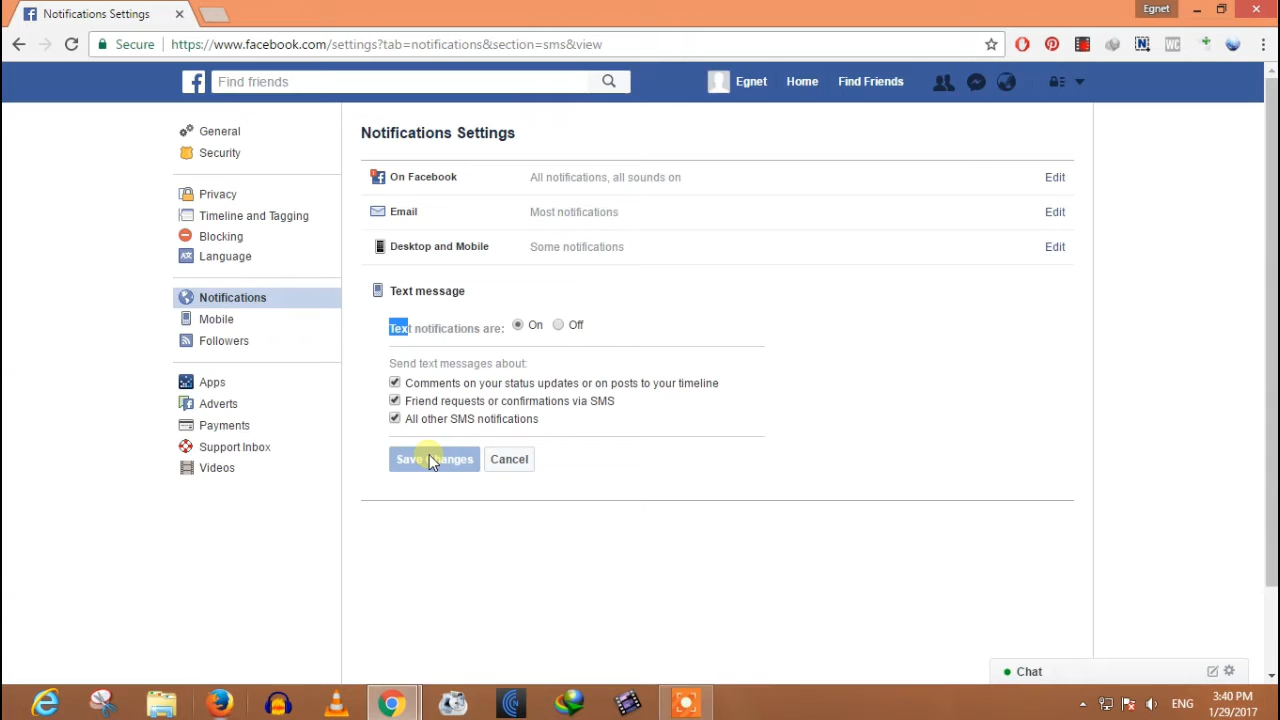 Notifications Settings
Egnet
Secure
https://www.facebook.com/settings?tab=notifications&section=sms&view
Find friends
Egnet
Home
Find Friends
General
Security
Privacy
Timeline and Tagging
Blocking
Language
Notifications
Mobile
Followers
Apps
Adverts
Payments
Support Inbox
Videos
Notifications Settings
On Facebook All notifications, all sounds on Edit
Email Most notifications Edit
Desktop and Mobile Some notifications Edit
Text message
Text notifications are: On Off
Send text messages about:
Comments on your status updates or on posts to your timeline
Friend requests or confirmations via SMS
All other SMS notifications
Save Changes Cancel
Chat
ENG
3:40 PM
1/29/2017